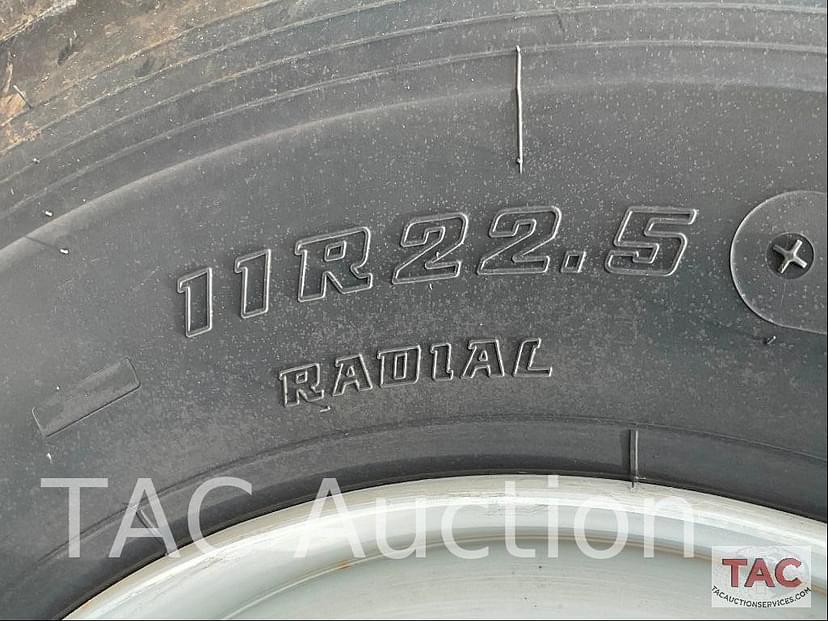 11R22.5
RADIAL
TAC Auction
TAC
TACAUCTIONSERVICES.COM